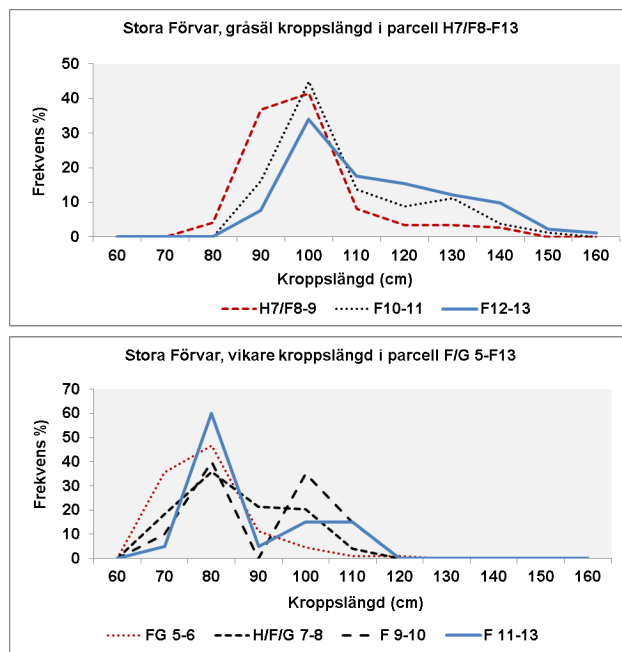 Stora Förvar, gråsäl kroppslängd i parcell H7/F8-F13
50
40
30
20
10
0
Frekvens %)
60 70 80 90 100 110 120 130 140 150 160
Kroppslängd (cm)
H7/F8-9 F10-11 F12-13
Stora Förvar, vikare kroppslängd i parcell F/G 5-F13
70
60
50
40
30
20
10
0
Frekvens %)
60 70 80 90 100 110 120 130 140 150 160
Kroppslängd (cm)
FG 5-6 H/F/G 7-8 F 9-10 F 11-13